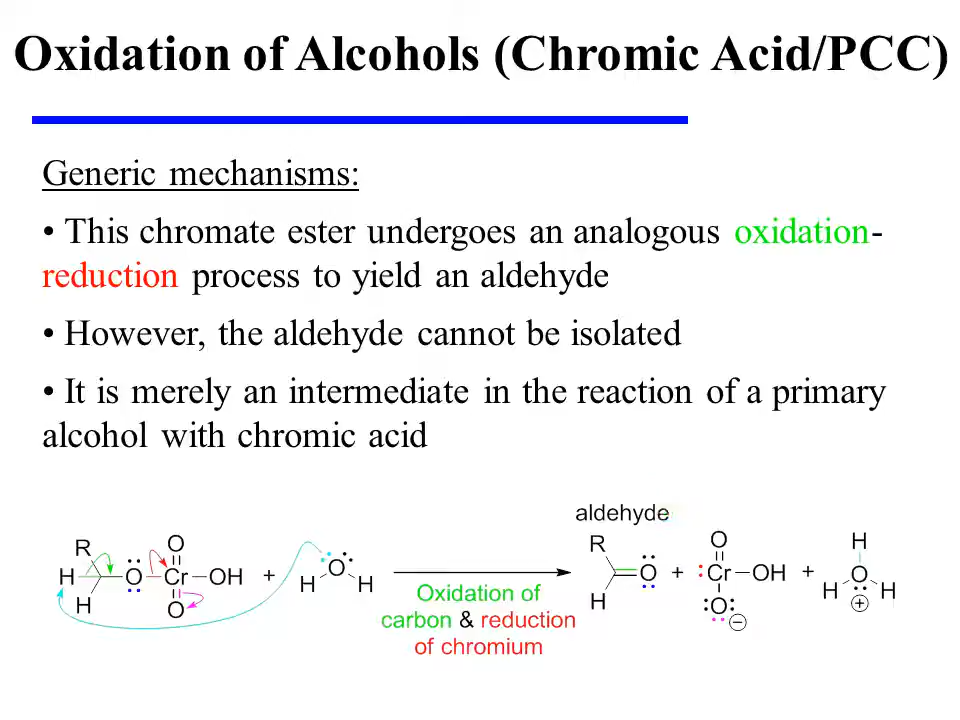 Oxidation of Alcohols (Chromic Acid/PCC)
Generic mechanisms:
• This chromate ester undergoes an analogous oxidation-
reduction process to yield an aldehyde
• However, the aldehyde cannot be isolated
• It is merely an intermediate in the reaction of a primary
alcohol with chromic acid
aldehyde
R O R O H
H O Cr OH + H O H O + Cr OH + H O H
H O H O − +
Oxidation of
carbon & reduction
of chromium